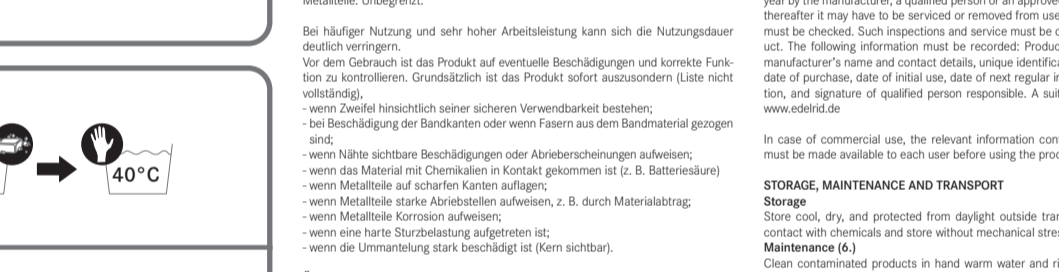 40°C
Metallteile: Unbegrenzt.
Bei häufiger Nutzung und sehr hoher Arbeitsleistung kann sich die Nutzungsdauer
deutlich verringern.
Vor dem Gebrauch ist das Produkt auf eventuelle Beschädigungen und korrekte Funk-
tion zu kontrollieren. Grundsätzlich ist das Produkt sofort auszusondern (Liste nicht
vollständig),
- wenn Zweifel hinsichtlich seiner sicheren Verwendbarkeit bestehen;
- bei Beschädigung der Bandkanten oder wenn Fasern aus dem Bandmaterial gezogen
sind;
- wenn Nähte sichtbare Beschädigungen oder Abrieberscheinungen aufweisen;
- wenn das Material mit Chemikalien in Kontakt gekommen ist (z. B. Batteriesäure)
- wenn Metallteile auf scharfen Kanten auflagen;
- wenn Metallteile starke Abriebstellen aufweisen, z. B. durch Materialabtrag;
- wenn Metallteile Korrosion aufweisen;
- wenn eine harte Sturzbelastung aufgetreten ist;
- wenn die Ummantelung stark beschädigt ist (Kern sichtbar).
year by the manufacturer, a qualified person or an approve
thereafter it may have to be serviced or removed from use
must be checked. Such inspections and service must be
uct. The following information must be recorded: Produc
manufacturer's name and contact details, unique identifica
date of purchase, date of initial use, date of next regular
tion, and signature of qualified person responsible. A sui
www.edelrid.de
In case of commercial use, the relevant information con
must be made available to each user before using the pro
STORAGE, MAINTENANCE AND TRANSPORT
Storage
Store cool, dry, and protected from daylight outside tra
contact with chemicals and store without mechanical stre
Maintenance (6.)
Clean contaminated products in hand warm water and ri